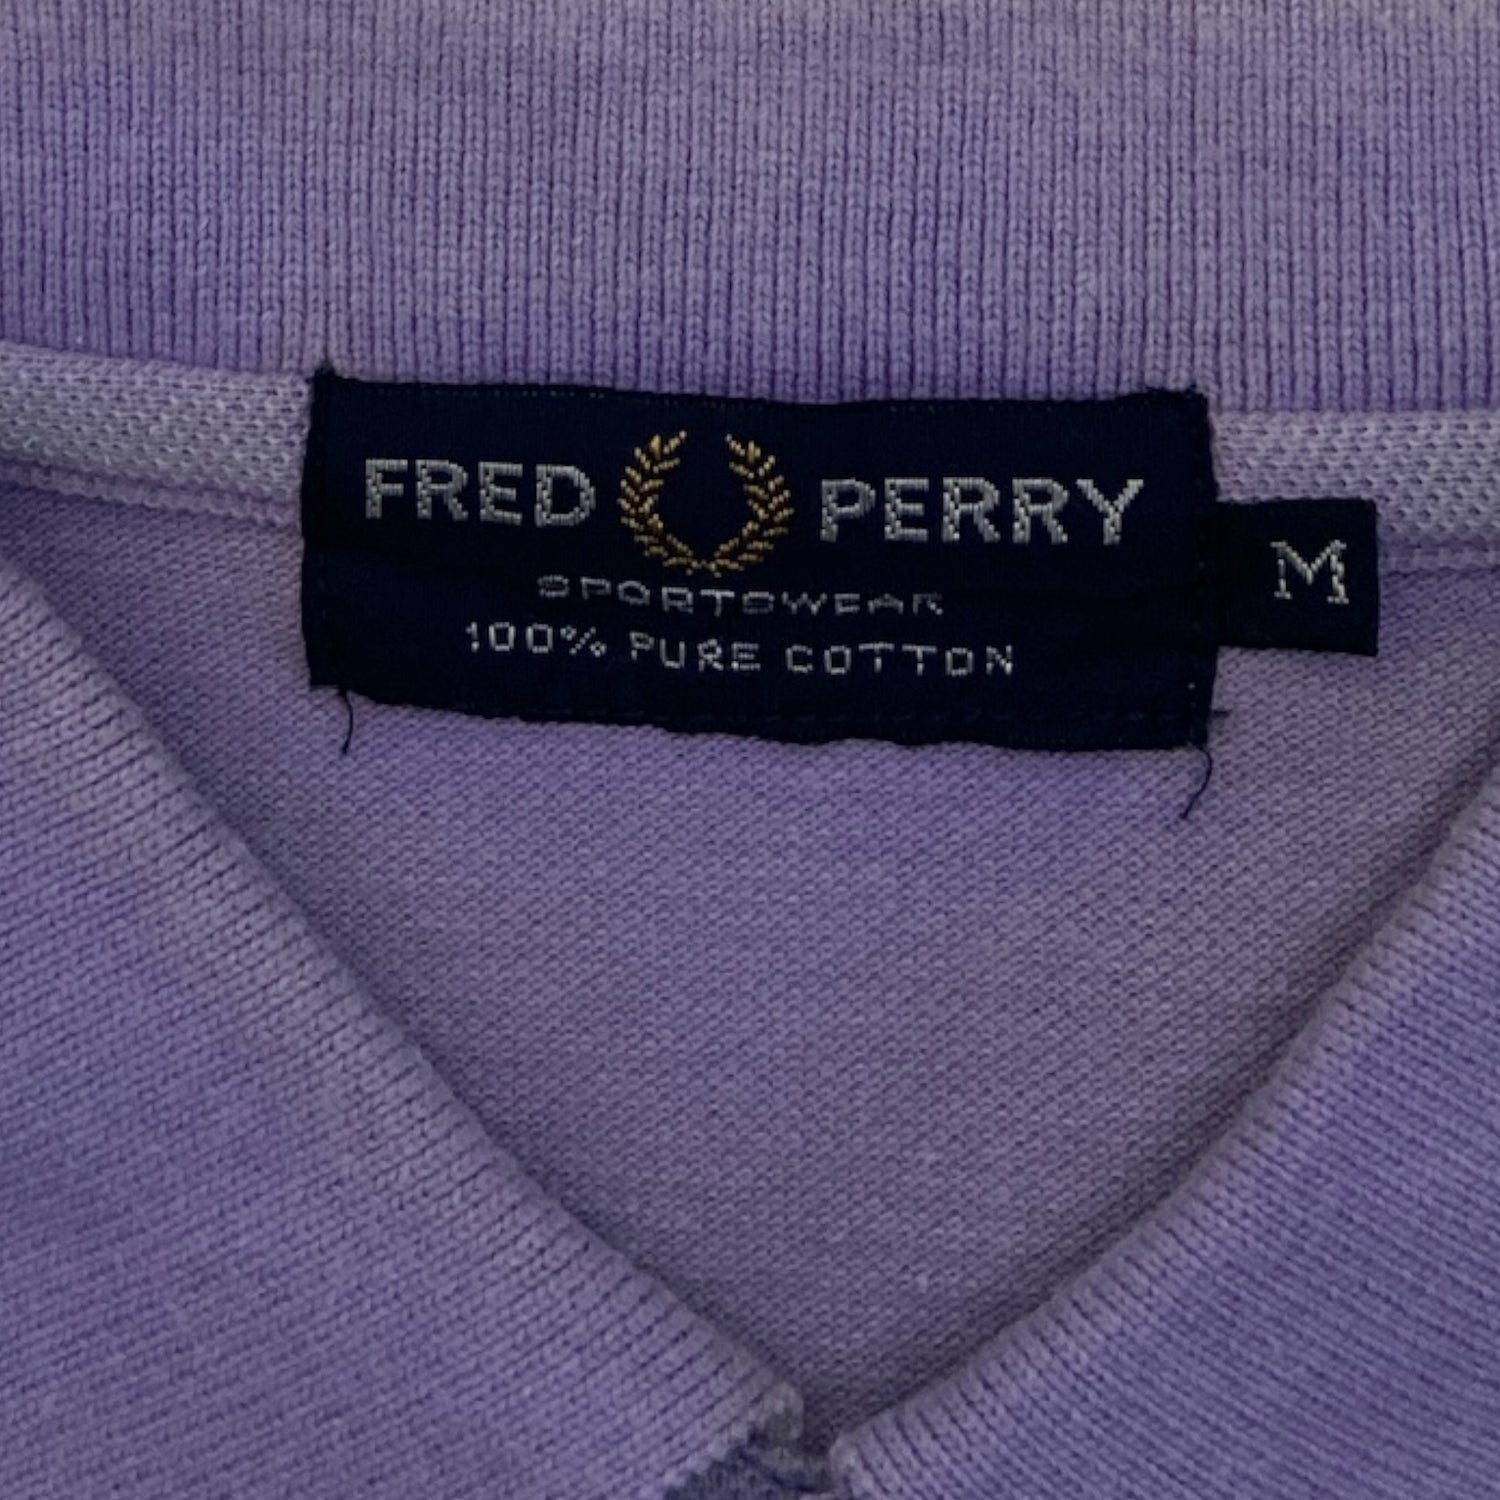 FRED PERRY
SPORTSWEAR
100% PURE COTTON
M